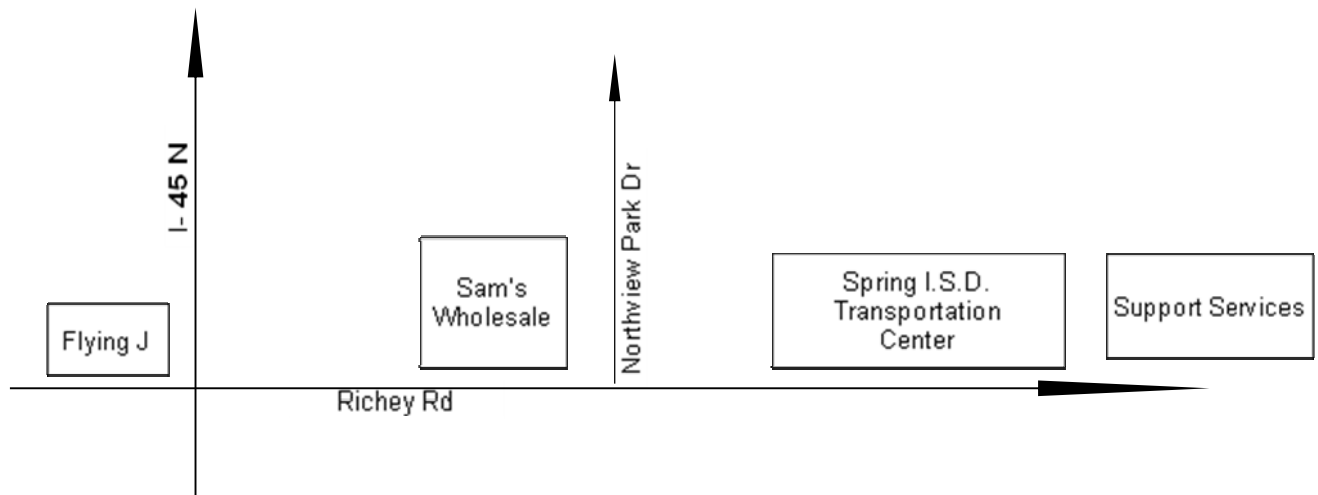 I- 45 N
Northview Park Dr
Flying J
Sam's
Wholesale
Spring I.S.D.
Transportation
Center
Support Services
Richey Rd